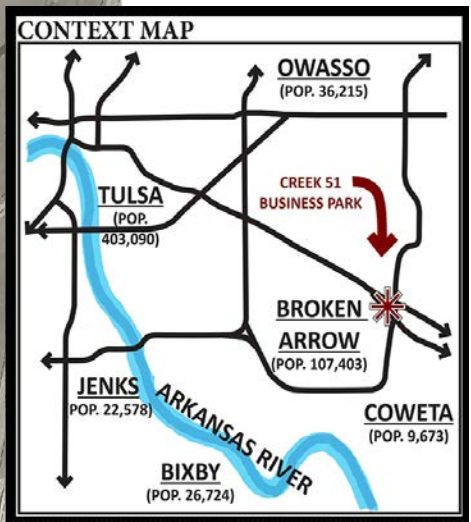 CONTEXT MAP
OWASSO
(POP. 36,215)
CREEK 51
BUSINESS PARK
TULSA
(POP.
403,090)
BROKEN
ARROW
(POP. 107,403)
JENKS
POP. 22,578)
ARKANSAS RIVER
COWETA
(POP. 9,673)
BIXBY
(POP. 26,724)